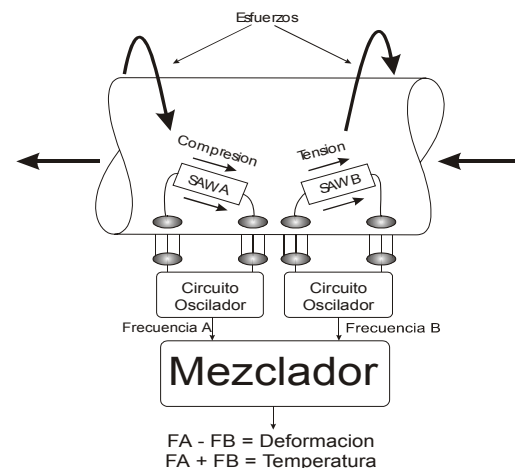 Esfuerzos
Compresion
Tension
SAW A
SAW B
Circuito
Oscilador
Circuito
Oscilador
Frecuencia A
Frecuencia B
Mezclador
FA - FB = Deformacion
FA + FB = Temperatura